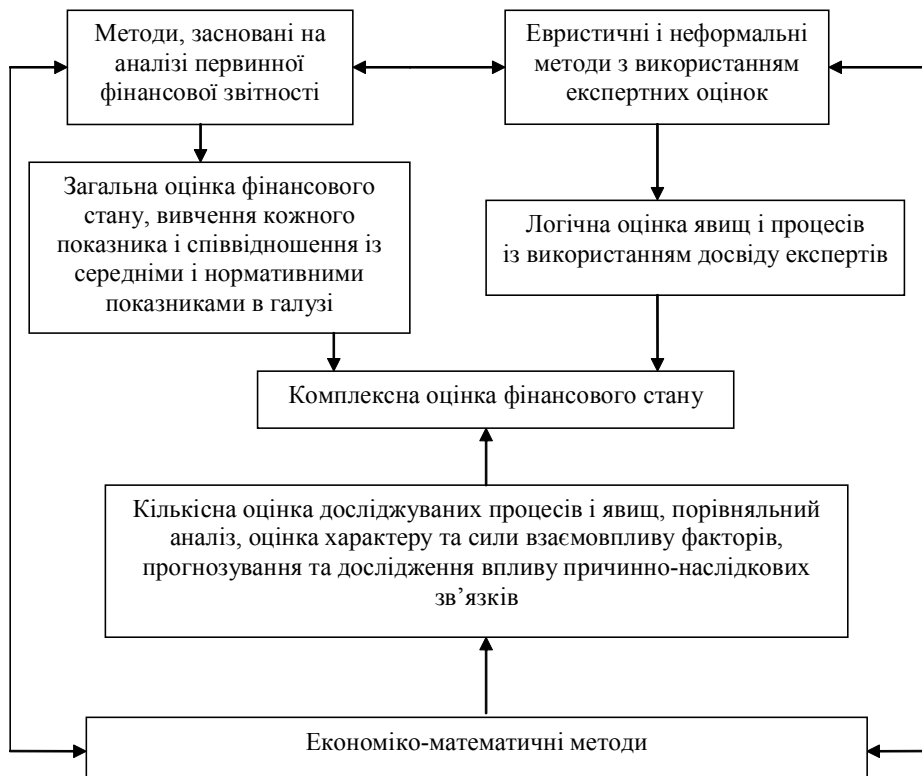 Методи, засновані на
аналізі первинної
фінансової звітності
Евристичні і неформальні
методи з використанням
експертних оцінок
Загальна оцінка фінансового
стану, вивчення кожного
показника і співвідношення із
середніми і нормативними
показниками в галузі
Логічна оцінка явищ і процесів
із використанням досвіду експертів
Комплексна оцінка фінансового стану
Кількісна оцінка досліджуваних процесів і явищ, порівняльний
аналіз, оцінка характеру та сили взаємовпливу факторів,
прогнозування та дослідження впливу причинно-наслідкових
зв’язків
Економіко-математичні методи